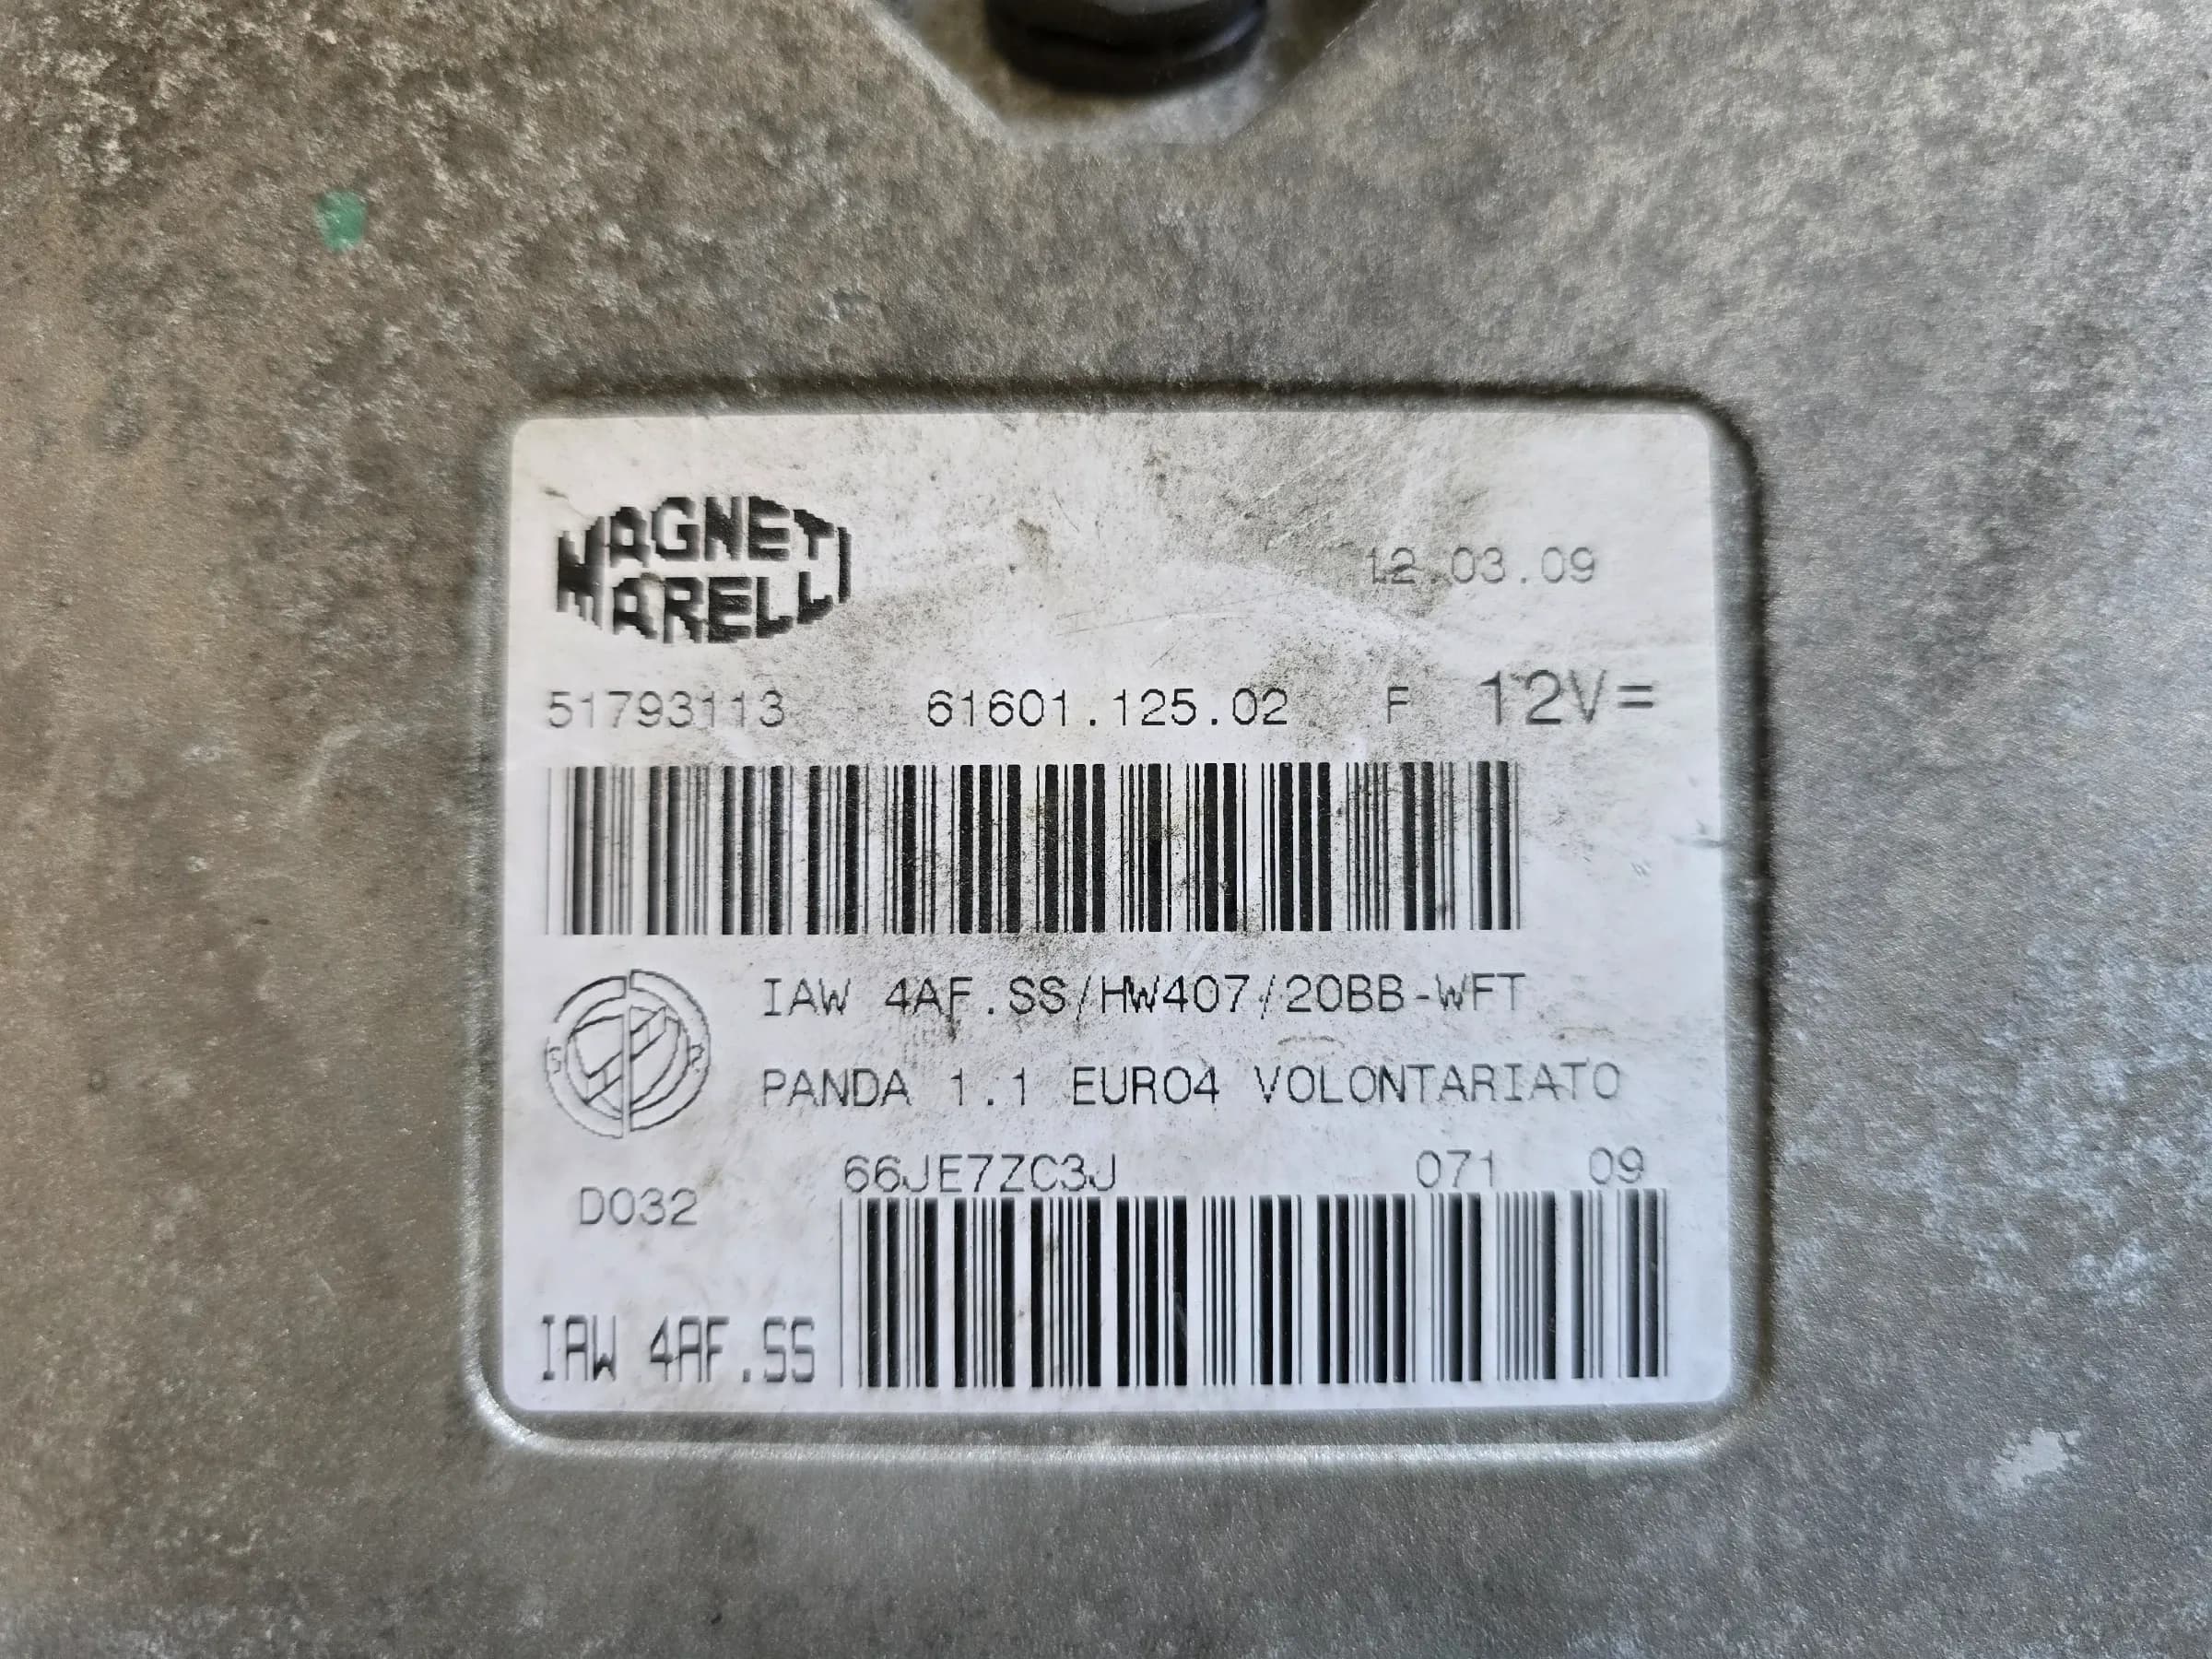 MAGNETI
MARELLI
12.03.09
51793113 61601.125.02 F 12V=
IAW 4AF.SS/HW407/20BB-WFT
PANDA 1.1 EURO4 VOLONTARIATO
66JE7ZC3J 071 09
D032
IAW 4AF.SS